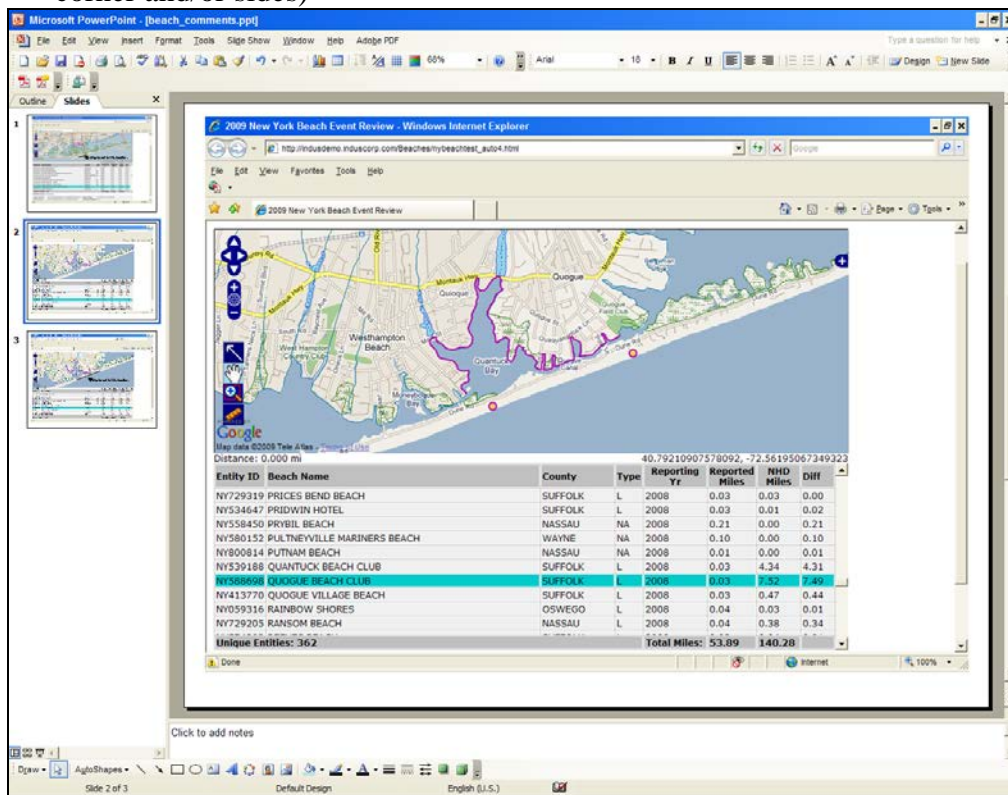 corner and/or sides)
Microsoft PowerPoint - [beach_comments.ppt]
File Edit View Insert Format Tools Slide Show Window Help Adobe PDF
Type a question for help
68% Arial 18 B I U Design New Slide
Outline Slides
1
2
3
2009 New York Beach Event Review - Windows Internet Explorer
http://indusdemo.induscorp.com/Beaches/nybeachtest_auto4.html
Google
File Edit View Favorites Tools Help
2009 New York Beach Event Review
Page Tools
Montauk Hwy
Montauk Hwy
Quogue
Quiogue
Westhampton
Beach
Quantuck
Bay
Moneybogue
Bay
Dune Rd
Dune Rd
Google
Map data ©2009 Tele Atlas - Terms of Use
Distance: 0.000 mi 40.79210907578092, -72.56195067349323
Entity ID Beach Name County Type Reporting Yr Reported Miles NHD Miles Diff
NY729319 PRICES BEND BEACH SUFFOLK L 2008 0.03 0.03 0.00
NY534647 PRIDWIN HOTEL SUFFOLK L 2008 0.03 0.01 0.02
NY558450 PRYBIL BEACH NASSAU NA 2008 0.21 0.00 0.21
NY580152 PULTNEYVILLE MARINERS BEACH WAYNE NA 2008 0.10 0.00 0.10
NY800814 PUTNAM BEACH NASSAU NA 2008 0.01 0.00 0.01
NY539188 QUANTUCK BEACH CLUB SUFFOLK L 2008 0.03 4.34 4.31
NY588698 QUOGUE BEACH CLUB SUFFOLK L 2008 0.03 7.52 7.49
NY413770 QUOGUE VILLAGE BEACH SUFFOLK L 2008 0.03 0.47 0.44
NY059316 RAINBOW SHORES OSWEGO L 2008 0.04 0.03 0.01
NY729205 RANSOM BEACH NASSAU L 2008 0.04 0.38 0.34
Unique Entities: 362 Total Miles: 53.89 140.28
Done Internet 100%
Click to add notes
Draw AutoShapes
Slide 2 of 3 Default Design English (U.S.)